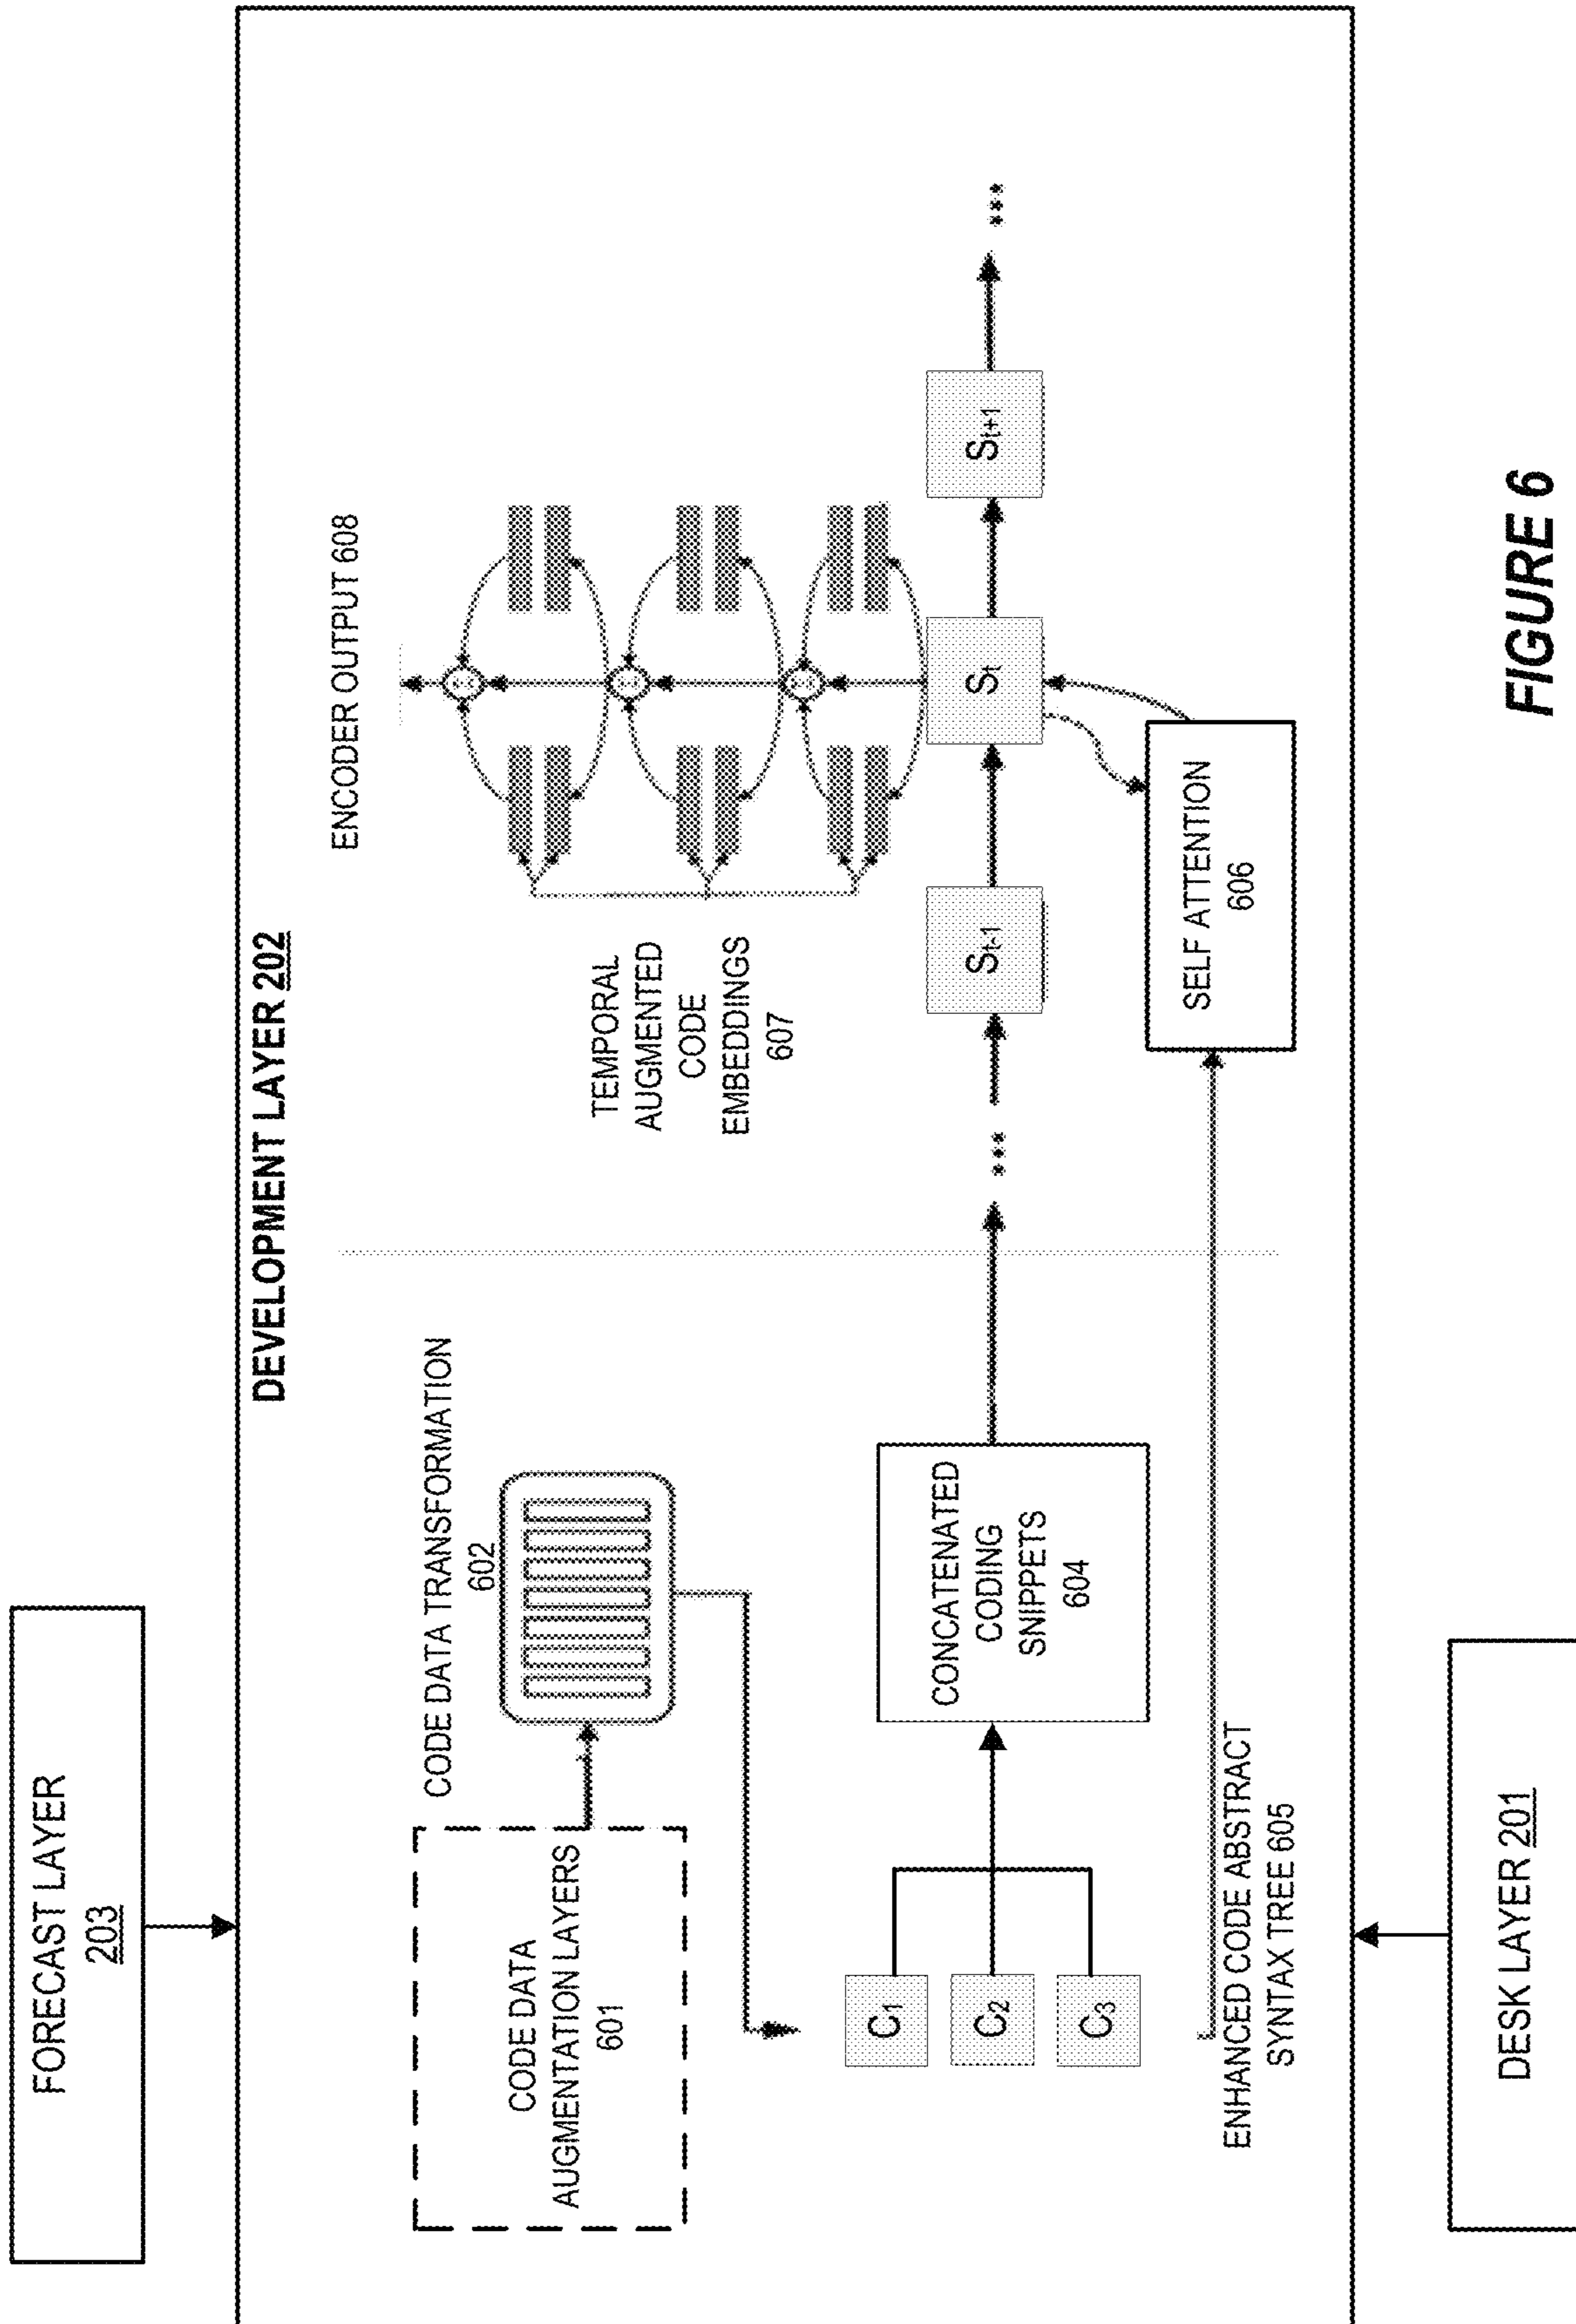 FORECAST LAYER
203
DEVELOPMENT LAYER 202
CODE DATA
AUGMENTATION LAYERS
601
CODE DATA TRANSFORMATION
602
C1
C2
C3
CONCATENATED
CODING
SNIPPETS
604
ENHANCED CODE ABSTRACT
SYNTAX TREE 605
...
ENCODER OUTPUT 608
TEMPORAL
AUGMENTED
CODE
EMBEDDINGS
607
Σ
Σ
Σ
St-1
St
St+1
...
SELF ATTENTION
606
DESK LAYER 201
FIGURE 6